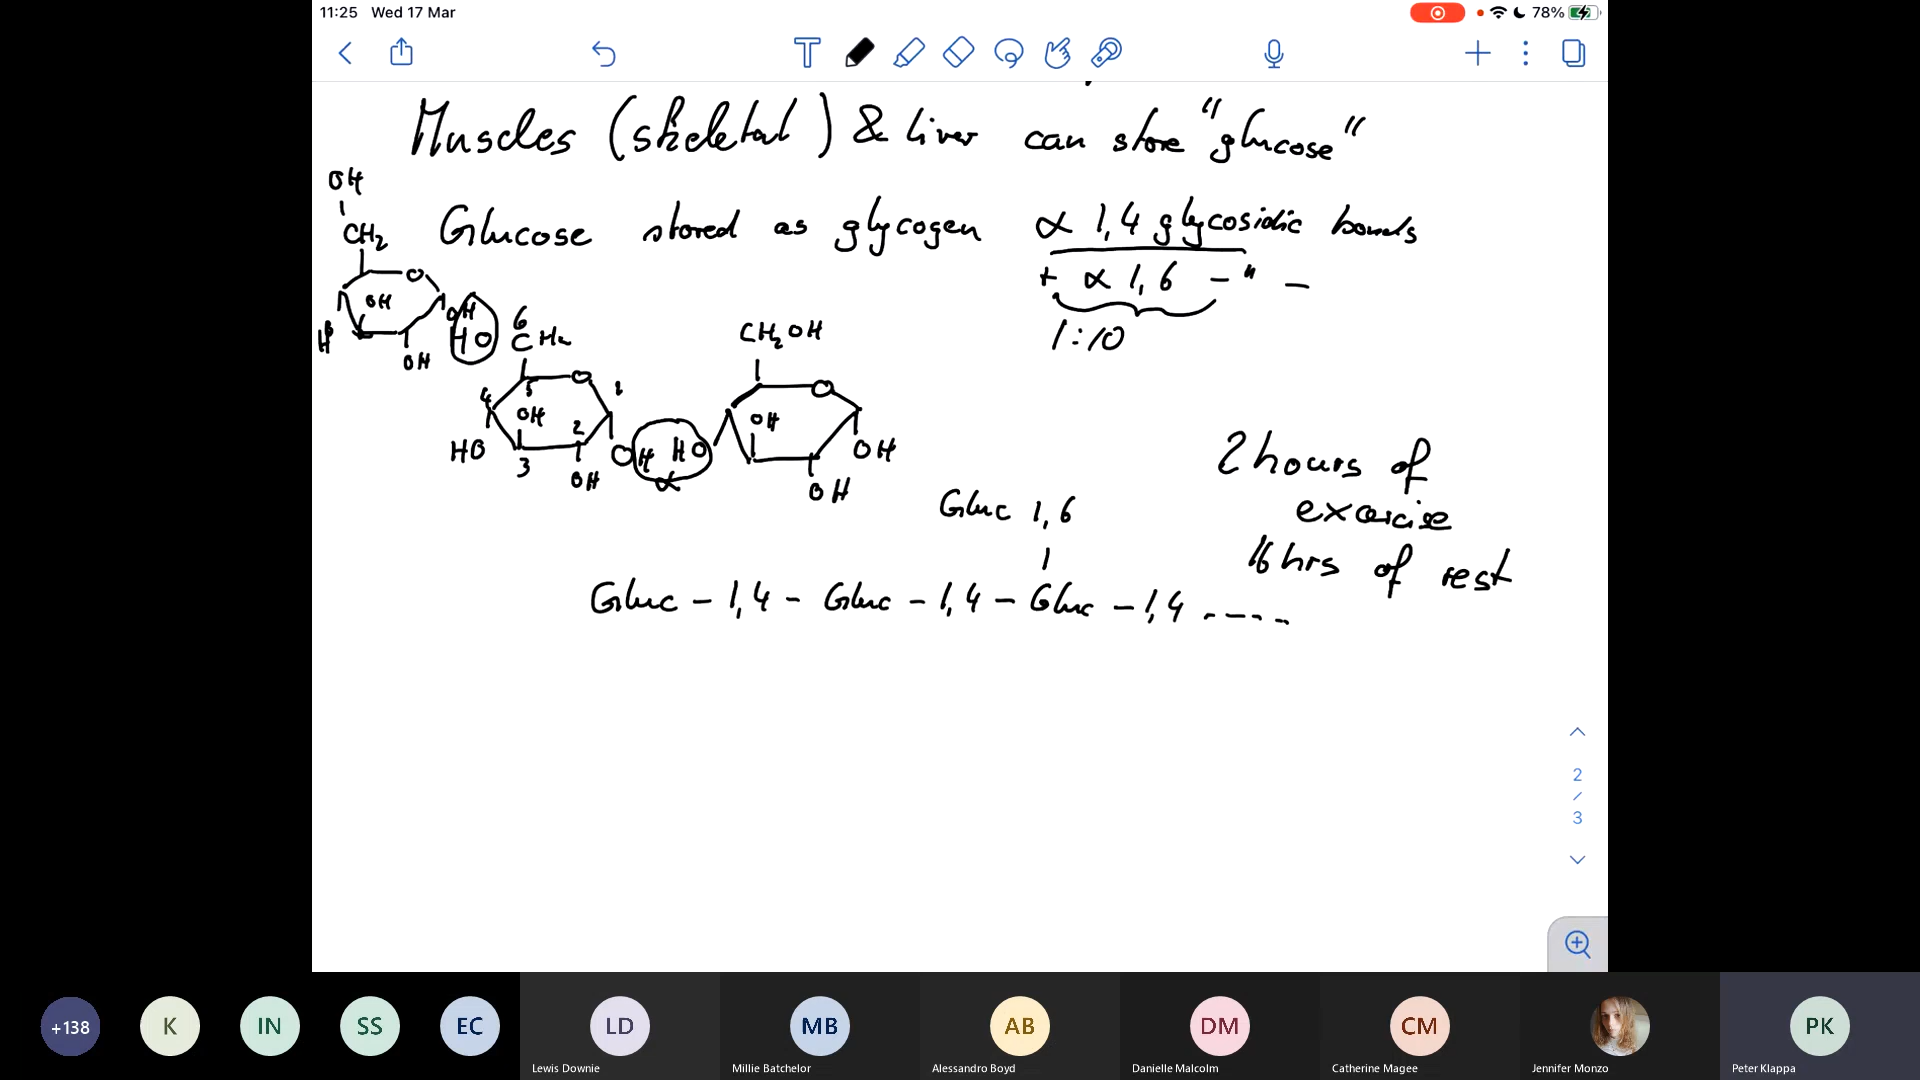 11:25 Wed 17 Mar
78%
Muscles (skeletal) & liver can store "glucose"
Glucose stored as glycogen α 1,4 glycosidic bonds
+ α 1,6 — " —
1:10
OH
CH2
O
OH
H
OH
OH
HO
6
CH2
O
5
4
1
OH
2
HO
3
OH
OH HO
α
CH2OH
O
OH
OH
OH
2 hours of
exercise
16 hrs of rest
Gluc 1,6
Gluc – 1,4 – Gluc – 1,4 – Gluc – 1,4 -----
2
/
3
+138
K
IN
SS
EC
LD
MB
AB
DM
CM
PK
Lewis Downie
Millie Batchelor
Alessandro Boyd
Danielle Malcolm
Catherine Magee
Jennifer Monzo
Peter Klappa